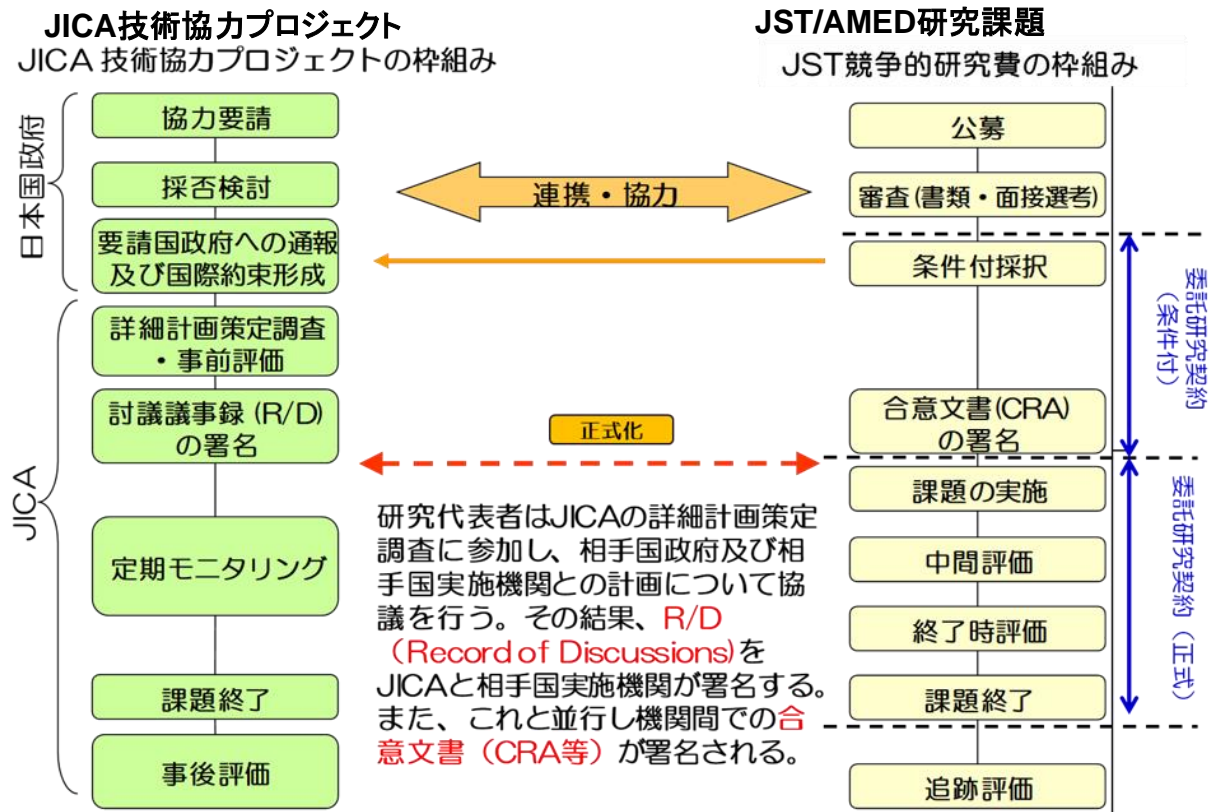 JICA技術協力プロジェクト
JICA 技術協力プロジェクトの枠組み
日本国政府
協力要請
採否検討
要請国政府への通報
及び国際約束形成
JICA
詳細計画策定調査
・事前評価
討議議事録 (R/D)
の署名
定期モニタリング
課題終了
事後評価
連携・協力
正式化
研究代表者はJICAの詳細計画策定
調査に参加し、相手国政府及び相
手国実施機関との計画について協
議を行う。その結果、R/D
（Record of Discussions)を
JICAと相手国実施機関が署名する。
また、これと並行し機関間での合
意文書（CRA等）が署名される。
JST/AMED研究課題
JST競争的研究費の枠組み
公募
審査(書類・面接選考)
条件付採択
合意文書(CRA)
の署名
課題の実施
中間評価
終了時評価
課題終了
追跡評価
委託研究契約
（条件付）
委託研究契約（正式）